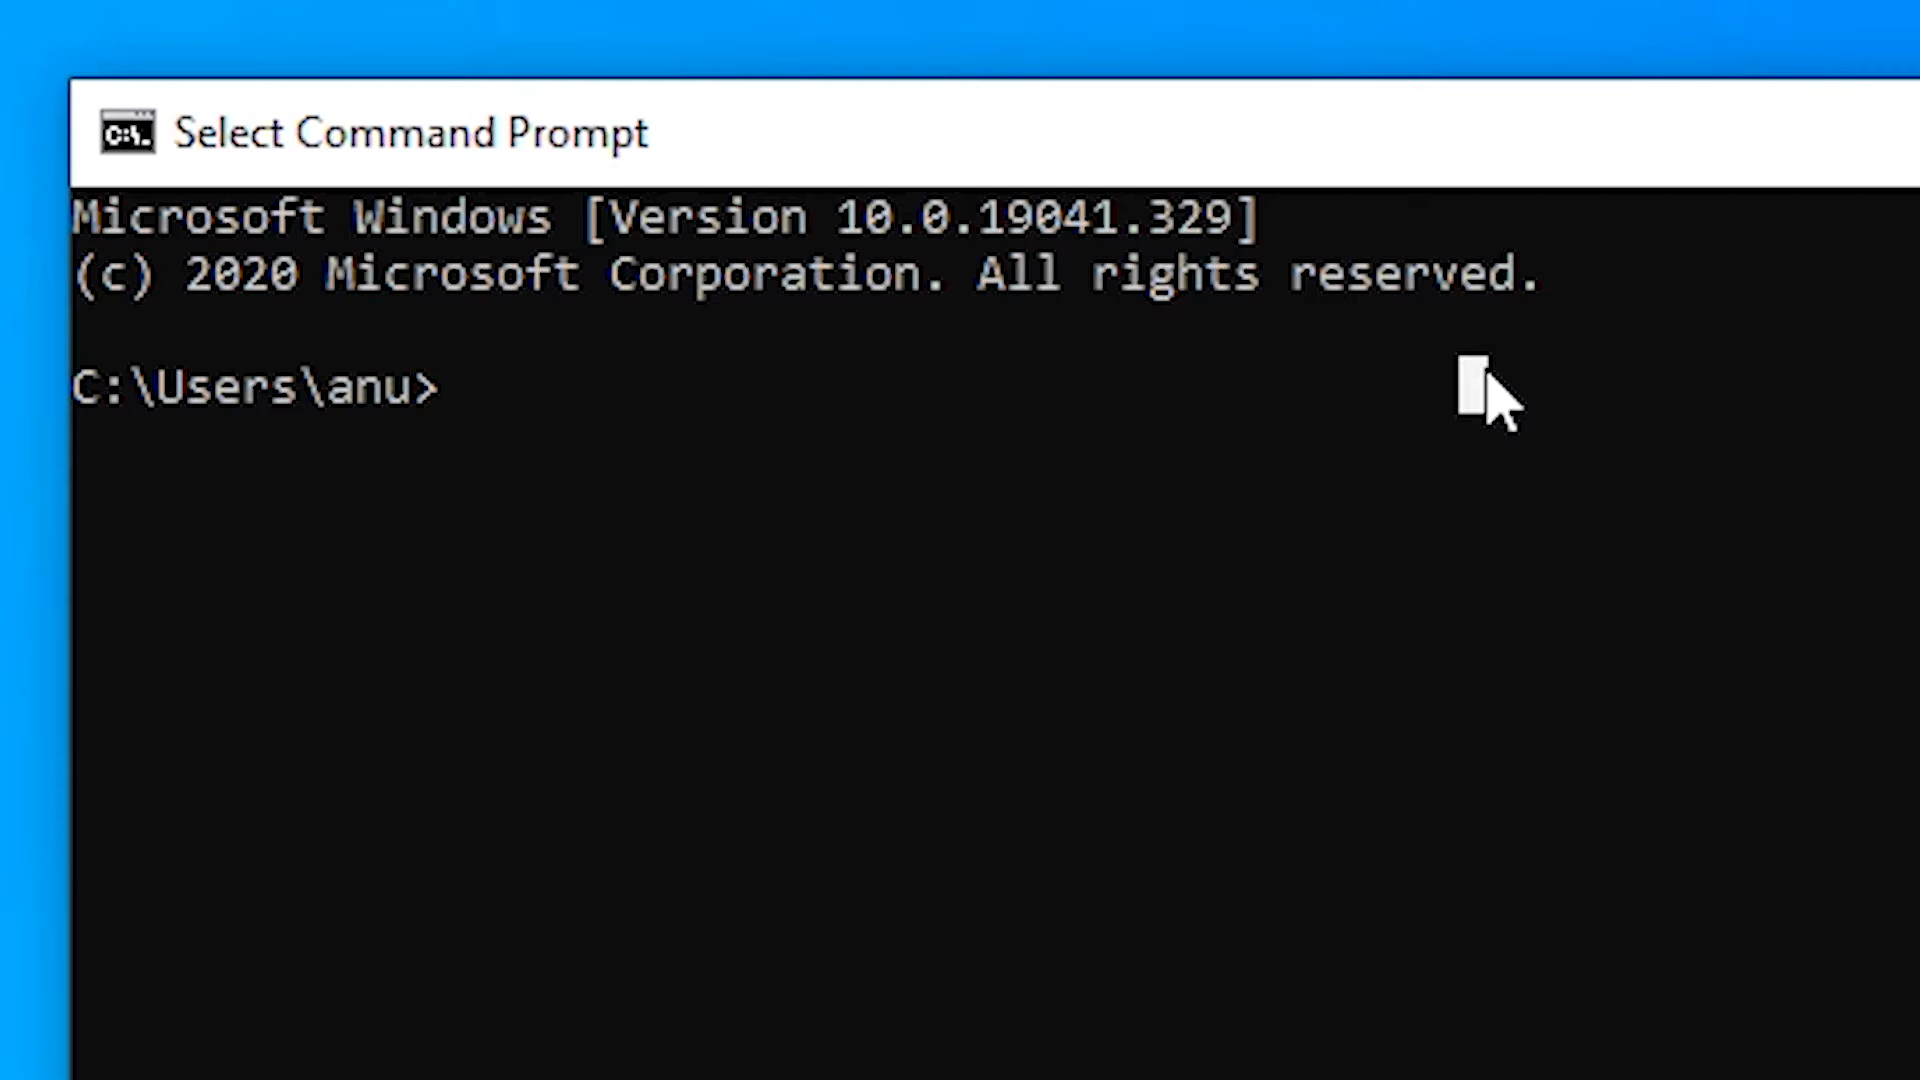 Select Command Prompt
Microsoft Windows [Version 10.0.19041.329]
(c) 2020 Microsoft Corporation. All rights reserved.
C:\Users\anu>